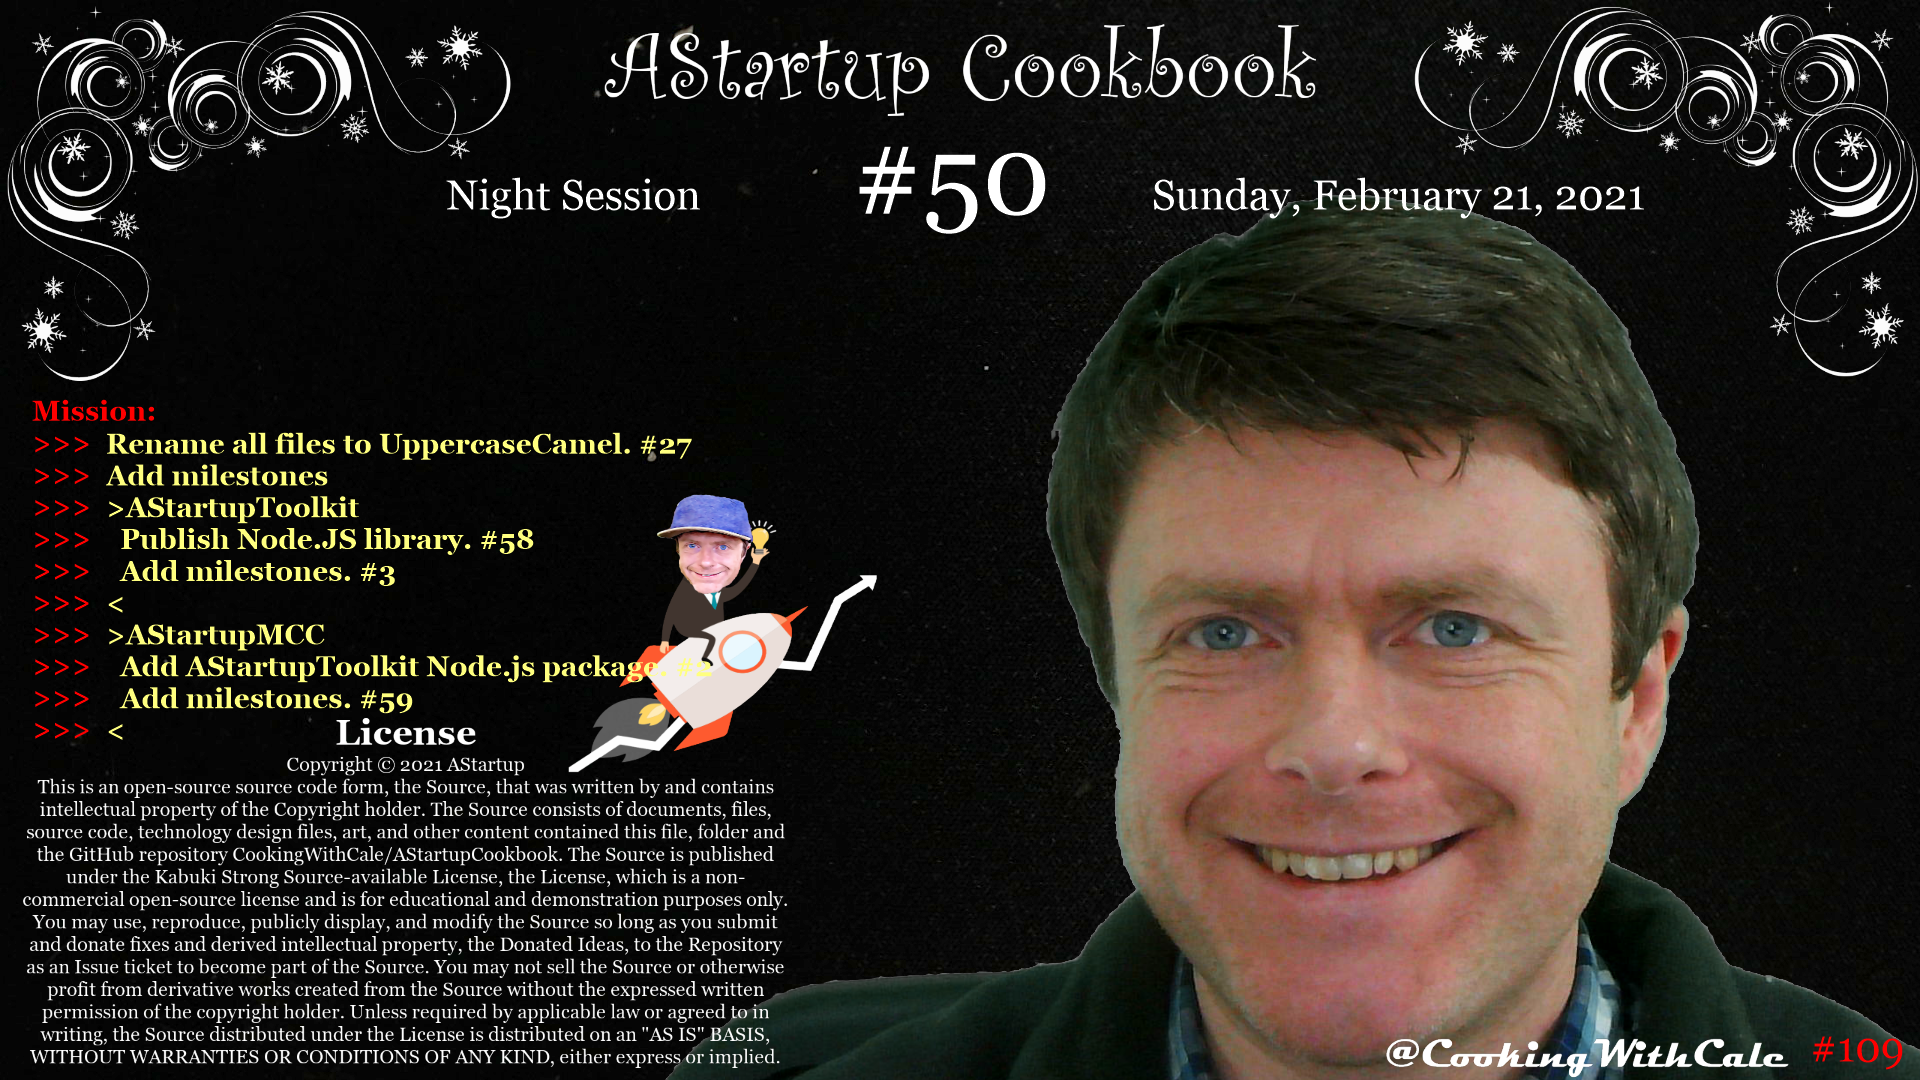 AStartup Cookbook
Night Session
#50
Sunday, February 21, 2021
Mission:
>>> Rename all files to UppercaseCamel. #27
>>> Add milestones
>>> >AStartupToolkit
>>> Publish Node.JS library. #58
>>> Add milestones. #3
>>> <
>>> >AStartupMCC
>>> Add AStartupToolkit Node.js package. #2
>>> Add milestones. #59
>>> <
License
Copyright © 2021 AStartup
This is an open-source source code form, the Source, that was written by and contains
intellectual property of the Copyright holder. The Source consists of documents, files,
source code, technology design files, art, and other content contained this file, folder and
the GitHub repository CookingWithCale/AStartupCookbook. The Source is published
under the Kabuki Strong Source-available License, the License, which is a non-
commercial open-source license and is for educational and demonstration purposes only.
You may use, reproduce, publicly display, and modify the Source so long as you submit
and donate fixes and derived intellectual property, the Donated Ideas, to the Repository
as an Issue ticket to become part of the Source. You may not sell the Source or otherwise
profit from derivative works created from the Source without the expressed written
permission of the copyright holder. Unless required by applicable law or agreed to in
writing, the Source distributed under the License is distributed on an "AS IS" BASIS,
WITHOUT WARRANTIES OR CONDITIONS OF ANY KIND, either express or implied.
@CookingWithCale
#109